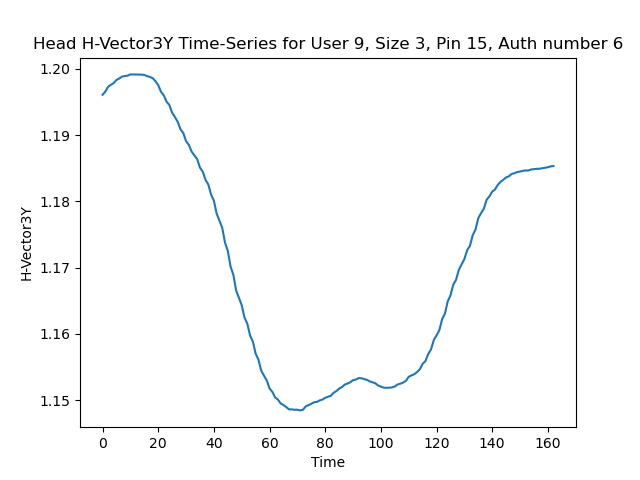 Head H-Vector3Y Time-Series for User 9, Size 3, Pin 15, Auth number 6
1.20
1.19
1.18
1.17
1.16
1.15
H-Vector3Y
0 20 40 60 80 100 120 140 160
Time